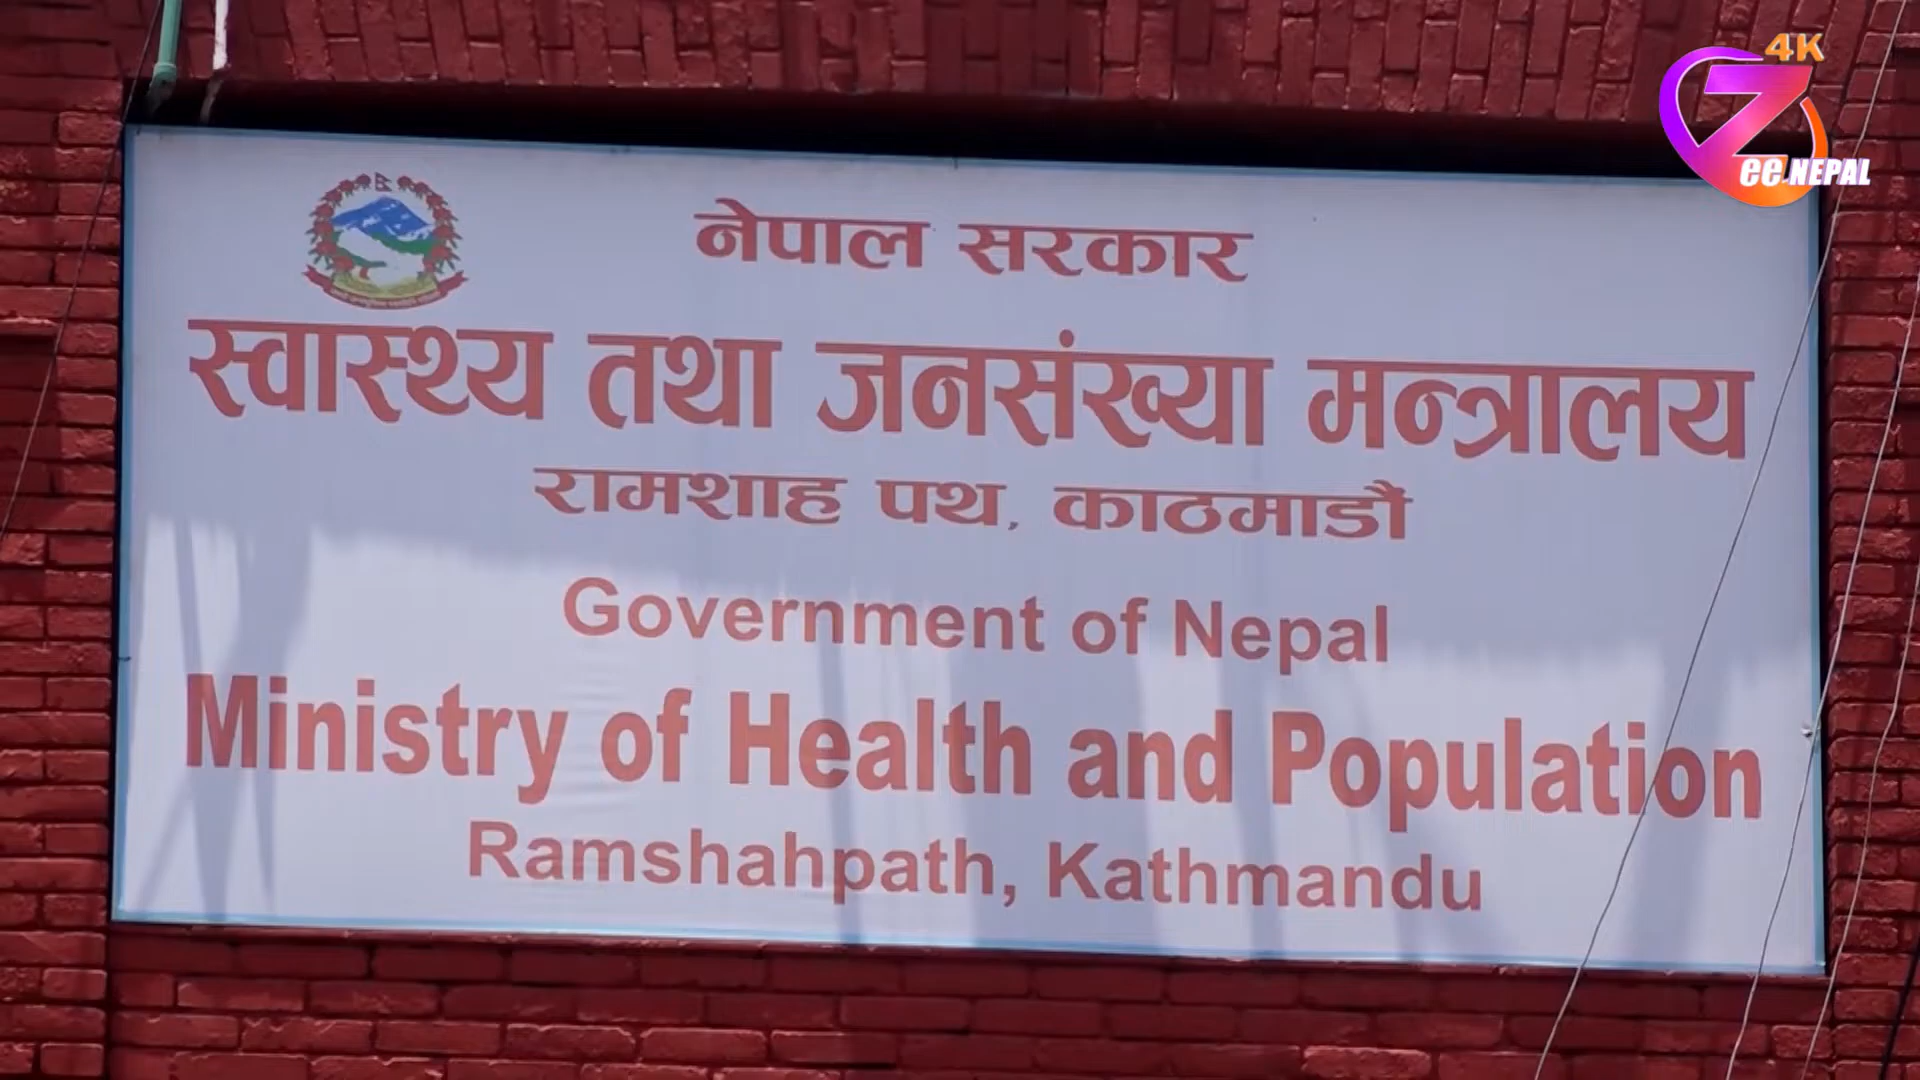 4K
Zee NEPAL
नेपाल सरकार
स्वास्थ्य तथा जनसंख्या मन्त्रालय
रामशाह पथ, काठमाडौं
Government of Nepal
Ministry of Health and Population
Ramshahpath, Kathmandu